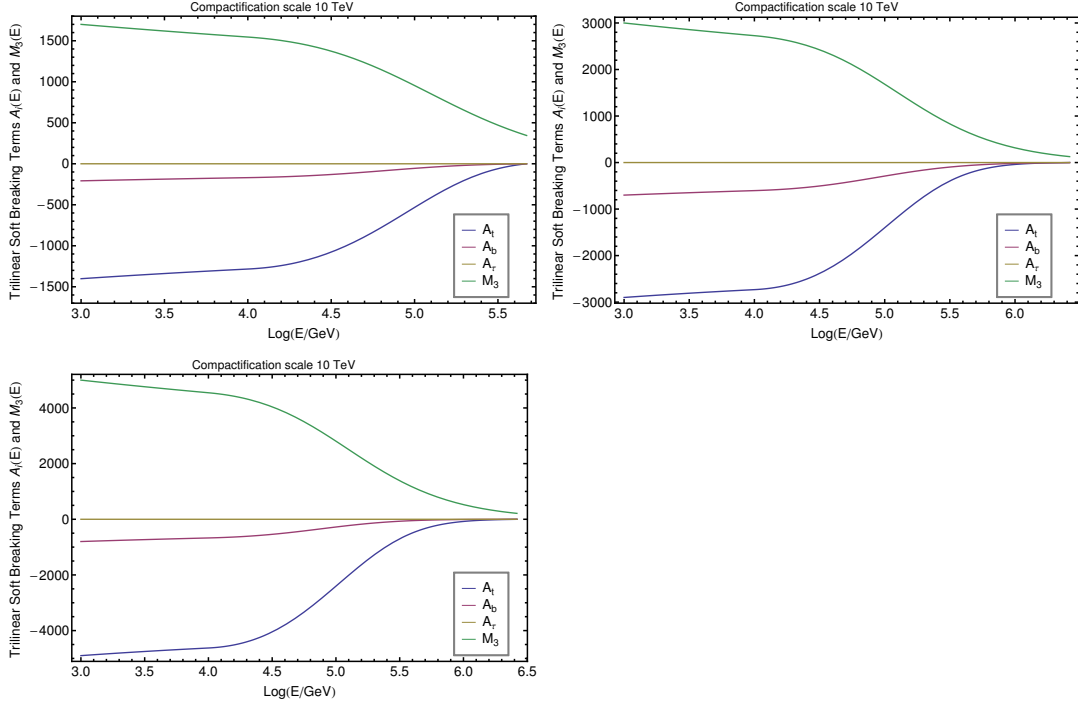 Compactification scale 10 TeV
Trilinear Soft Breaking Terms A_i(E) and M_3(E)
1500
1000
500
0
−500
−1000
−1500
A_t
A_b
A_τ
M_3
3.0 3.5 4.0 4.5 5.0 5.5
Log(E/GeV)
Compactification scale 10 TeV
Trilinear Soft Breaking Terms A_i(E) and M_3(E)
3000
2000
1000
0
−1000
−2000
−3000
A_t
A_b
A_τ
M_3
3.0 3.5 4.0 4.5 5.0 5.5 6.0
Log(E/GeV)
Compactification scale 10 TeV
Trilinear Soft Breaking Terms A_i(E) and M_3(E)
4000
2000
0
−2000
−4000
A_t
A_b
A_τ
M_3
3.0 3.5 4.0 4.5 5.0 5.5 6.0 6.5
Log(E/GeV)